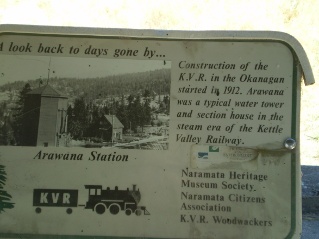 A look back to days gone by...
Construction of the
K.V.R. in the Okanagan
started in 1912. Arawana
was a typical water tower
and section house in the
steam era of the Kettle
Valley Railway.
Arawana Station
KVR
Naramata Heritage
Museum Society.
Naramata Citizens
Association
K.V.R. Woodwackers